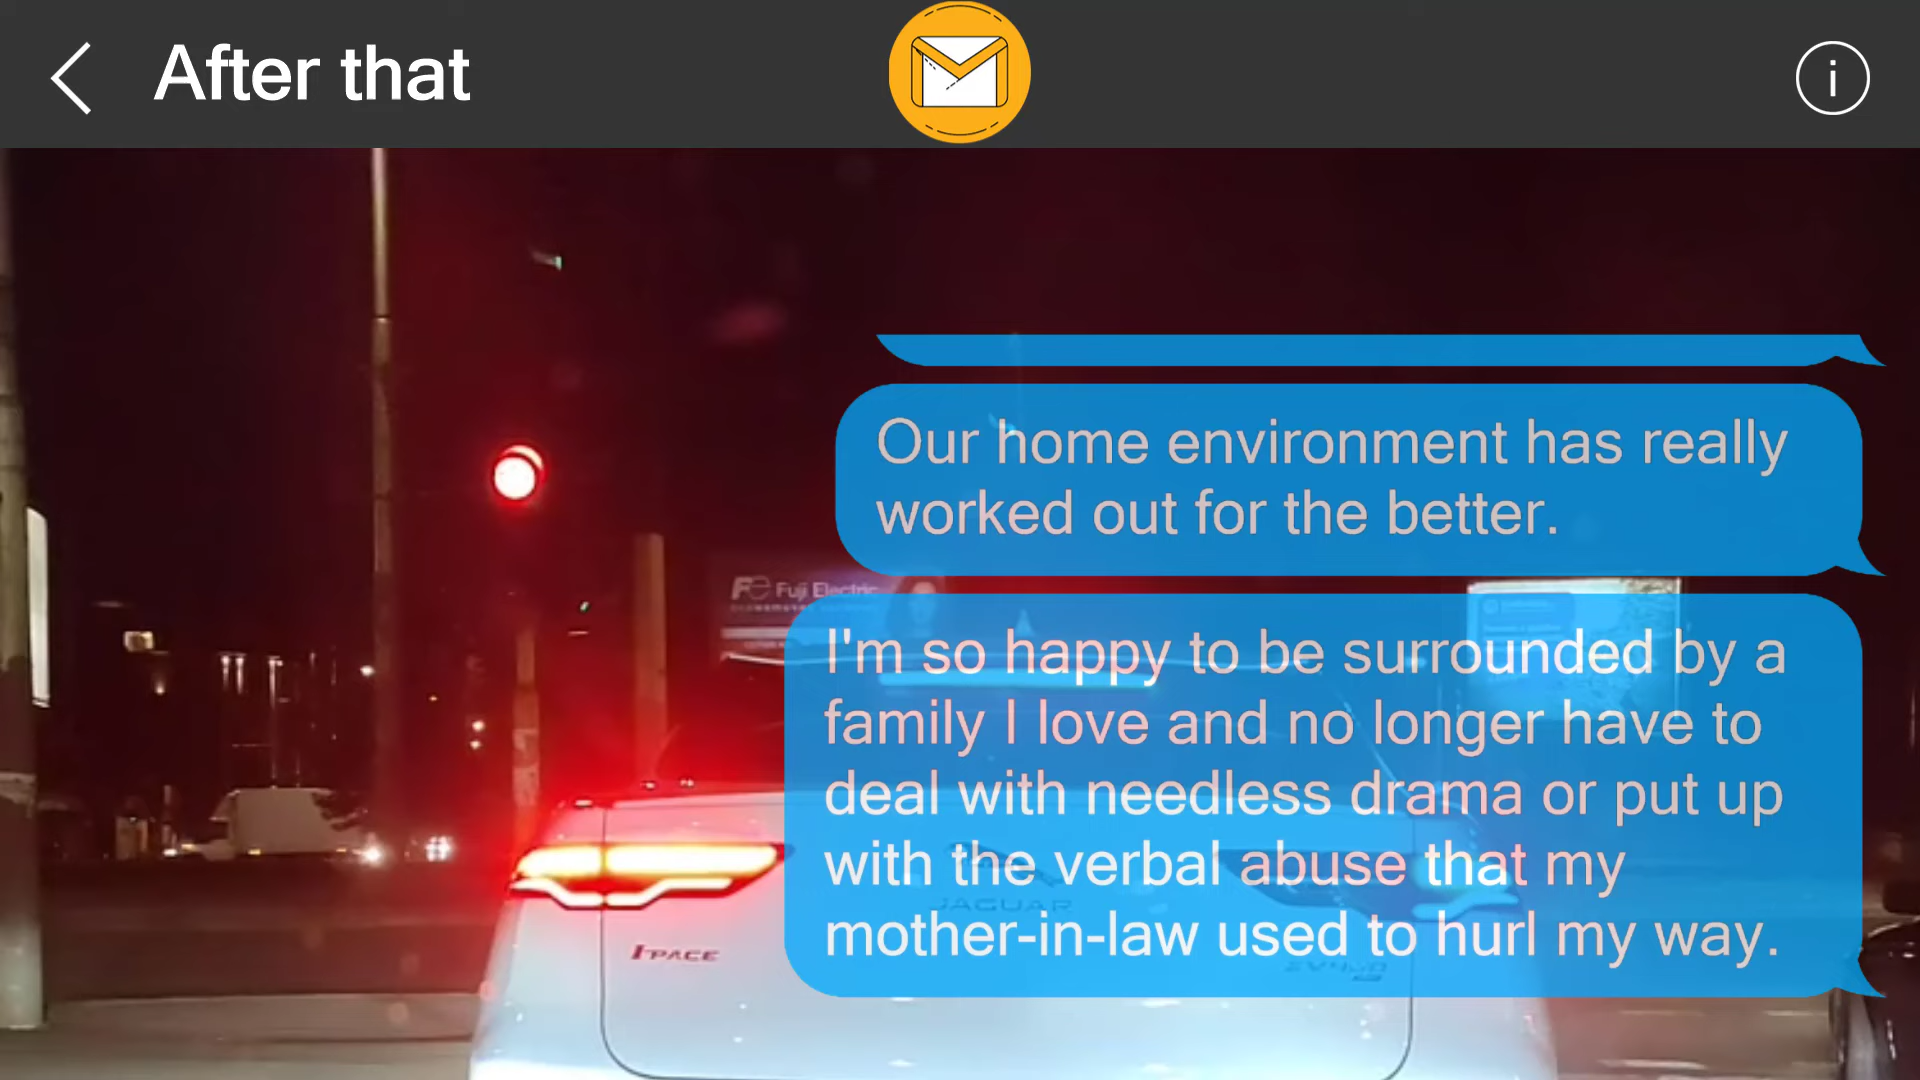 After that
Our home environment has really
worked out for the better.
Fuji Electric
I'm so happy to be surrounded by a
family I love and no longer have to
deal with needless drama or put up
with the verbal abuse that my
mother-in-law used to hurl my way.
JAGUAR
I-PACE